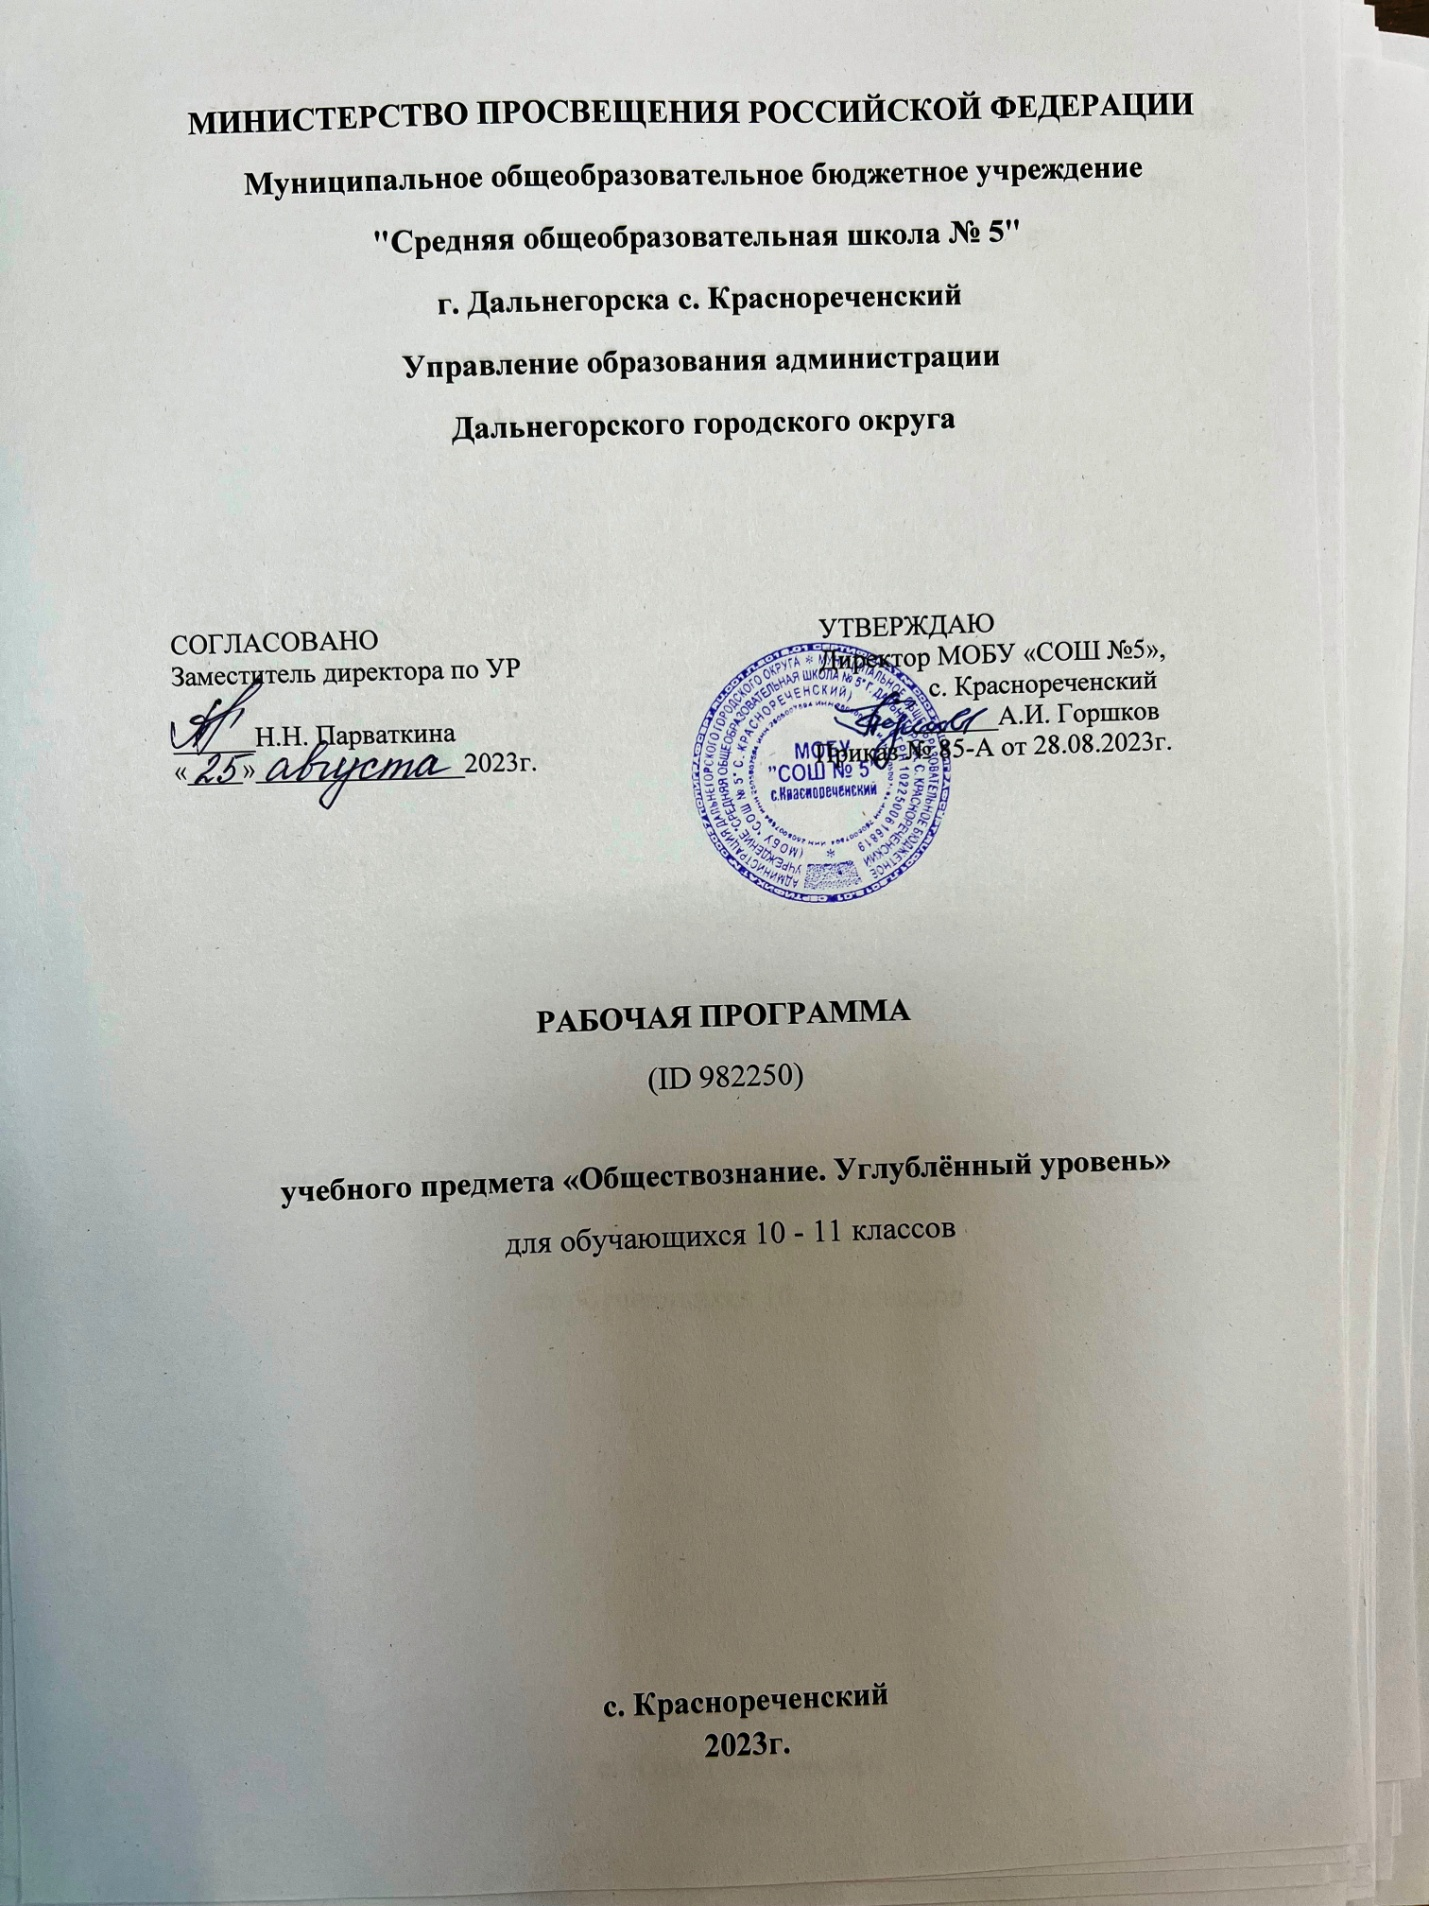 МИНИСТЕРСТВО ПРОСВЕЩЕНИЯ РОССИЙСКОЙ ФЕДЕРАЦИИ
Муниципальное общеобразовательное бюджетное учреждение
"Средняя общеобразовательная школа № 5"
г. Дальнегорска с. Краснореченский
Управление образования администрации
Дальнегорского городского округа
СОГЛАСОВАНО
Заместитель директора по УР
Н.Н. Парваткина
« 25 » августа 2023г.
УТВЕРЖДАЮ
Директор МОБУ «СОШ №5»,
с. Краснореченский
А.И. Горшков
Приказ № 85-А от 28.08.2023г.
МОБУ
"СОШ № 5"
с.Краснореченский
РАБОЧАЯ ПРОГРАММА
(ID 982250)
учебного предмета «Обществознание. Углублённый уровень»
для обучающихся 10 - 11 классов
с. Краснореченский
2023г.